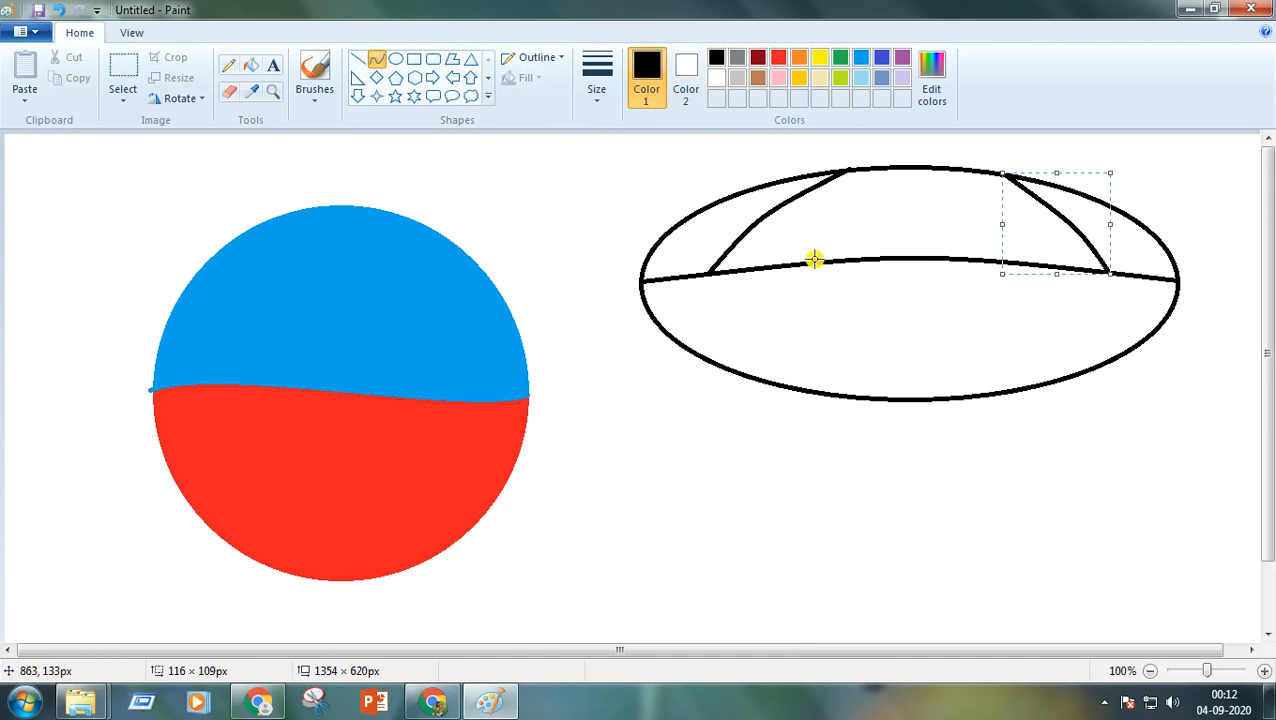 Untitled - Paint
Home View
Paste
Cut
Copy
Clipboard
Select
Crop
Resize
Rotate
Image
A
Tools
Brushes
Shapes
Outline
Fill
Size
Color 1
Color 2
Edit colors
Colors
863, 133px
116 × 109px
1354 × 620px
100%
00:12
04-09-2020